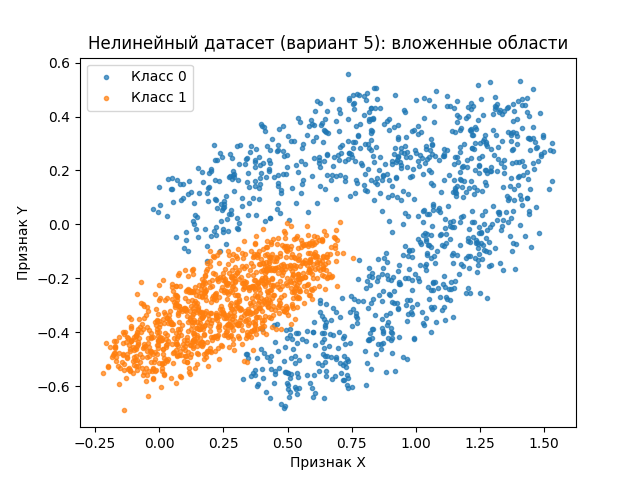 Нелинейный датасет (вариант 5): вложенные области
Класс 0
Класс 1
0.6
0.4
0.2
0.0
−0.2
−0.4
−0.6
Признак Y
−0.25 0.00 0.25 0.50 0.75 1.00 1.25 1.50
Признак X